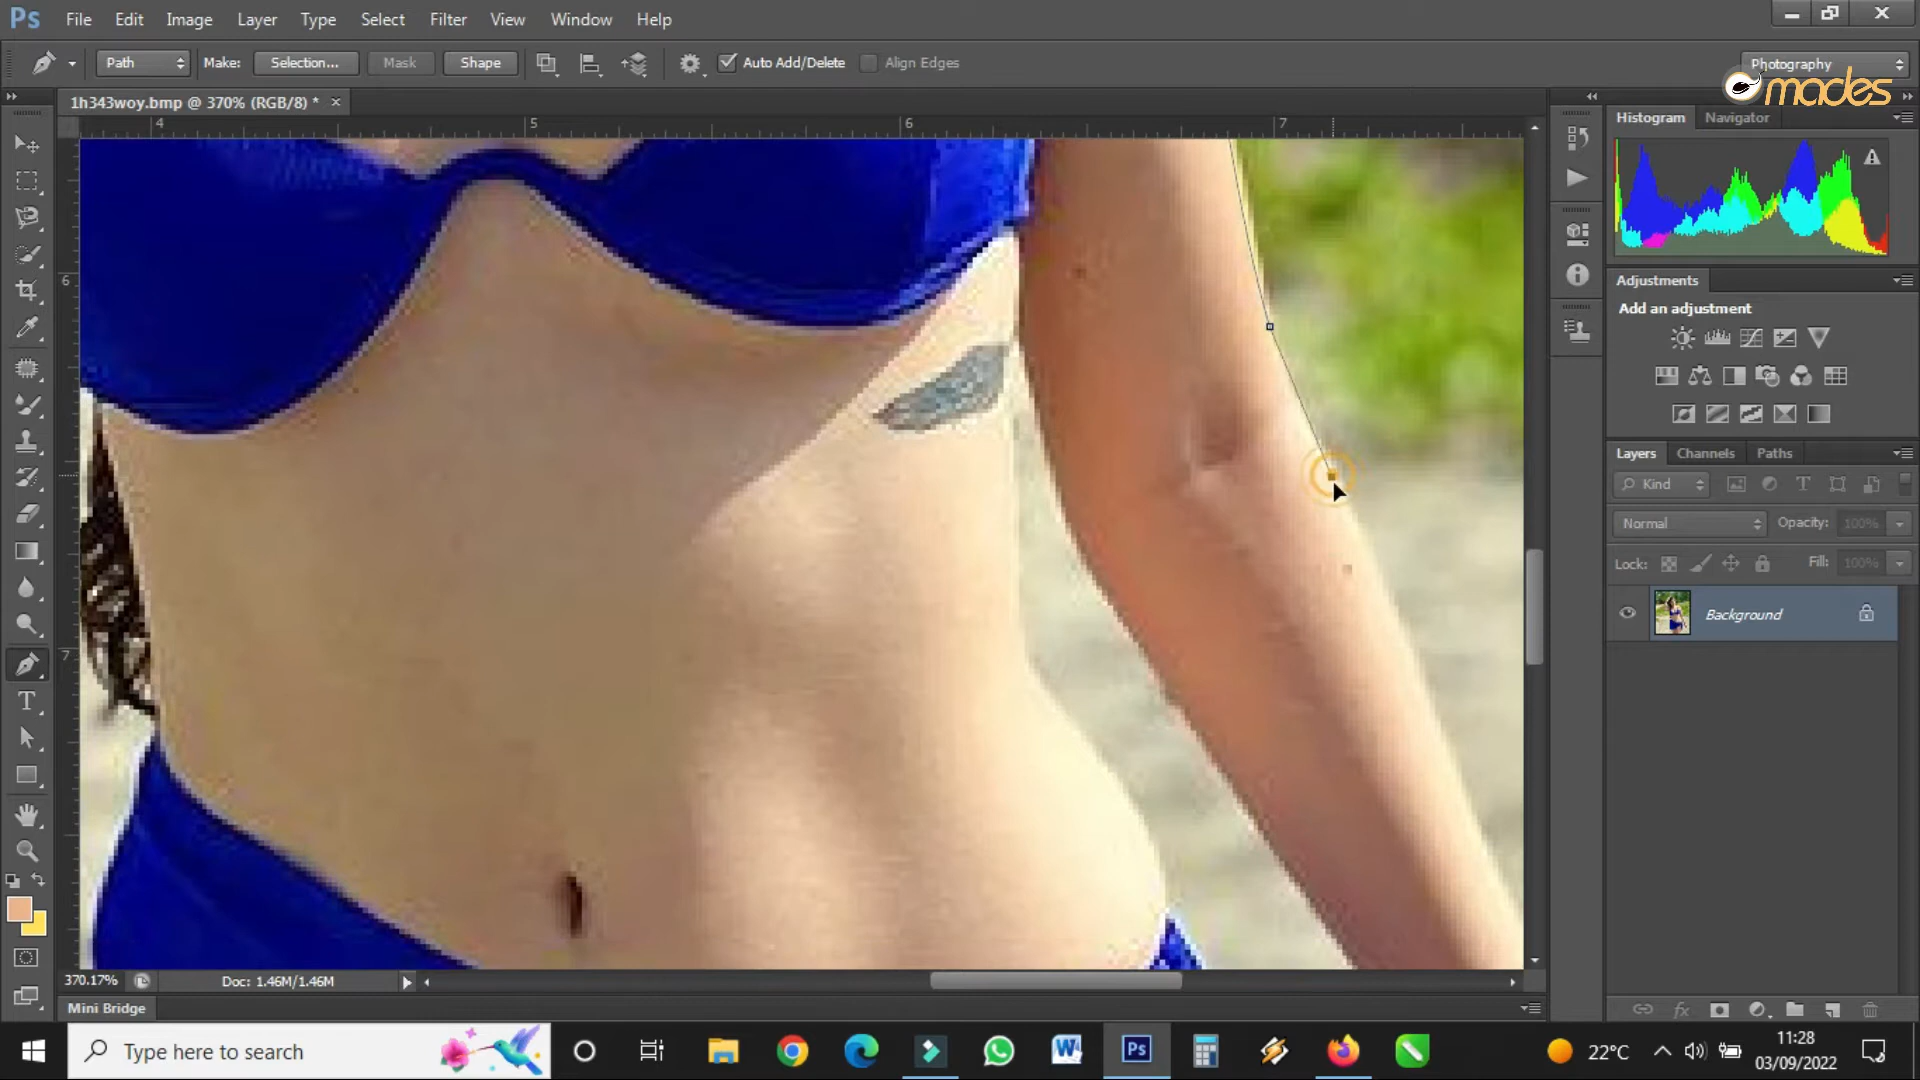 Ps File Edit Image Layer Type Select Filter View Window Help
Path Make: Selection... Mask Shape Auto Add/Delete Align Edges Photography
omades
1h343woy.bmp @ 370% (RGB/8) * ×
4 5 6 7
6
7
Histogram Navigator
Adjustments
Add an adjustment
Layers Channels Paths
Kind
Normal Opacity: 100%
Lock: Fill: 100%
Background
370.17% Doc: 1.46M/1.46M
Mini Bridge
Type here to search
22°C
11:28
03/09/2022